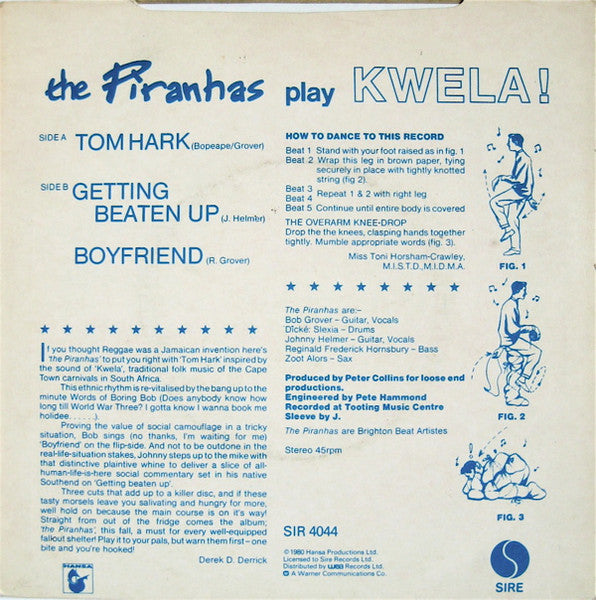 the Piranhas play KWELA!
SIDE A TOM HARK (Bopeape/Grover)
SIDE B GETTING
BEATEN UP (J. Helmer)
BOYFRIEND (R. Grover)
HOW TO DANCE TO THIS RECORD
Beat 1 Stand with your foot raised as in fig. 1
Beat 2 Wrap this leg in brown paper, tying
securely in place with tightly knotted
string (fig 2).
Beat 3
Beat 4 Repeat 1 & 2 with right leg
Beat 5 Continue until entire body is covered
THE OVERARM KNEE-DROP
Drop the the knees, clasping hands together
tightly. Mumble appropriate words (fig. 3).
Miss Toni Horsham-Crawley,
M.I.S.T.D., M.I.D.M.A.
FIG. 1
FIG. 2
FIG. 3
If you thought Reggae was a Jamaican invention here's
'the Piranhas' to put you right with 'Tom Hark' inspired by
the sound of 'Kwela', traditional folk music of the Cape
Town carnivals in South Africa.
This ethnic rhythm is re-vitalised by the bang up to the
minute Words of Boring Bob (Does anybody know how
long till World War Three? I gotta know I wanna book me
holidee. . . . . .).
Proving the value of social camouflage in a tricky
situation, Bob sings (no thanks, I'm waiting for me)
'Boyfriend' on the flip-side. And not to be outdone in the
real-life-situation stakes, Johnny steps up to the mike with
that distinctive plaintive whine to deliver a slice of all-
human-life-is-here social commentary set in his native
Southend on 'Getting beaten up'.
Three cuts that add up to a killer disc, and if these
tasty morsels leave you salivating and hungry for more,
well hold on because the main course is on it's way!
Straight from out of the fridge comes the album;
'the Piranhas', this fall, a must for every well-equipped
fallout shelter! Play it to your pals, but warn them first – one
bite and you're hooked!
Derek D. Derrick
The Piranhas are:–
Bob Grover – Guitar, Vocals
Dické: Slexia – Drums
Johnny Helmer – Guitar, Vocals
Reginald Frederick Hornsbury – Bass
Zoot Alors – Sax
Produced by Peter Collins for loose end
productions.
Engineered by Pete Hammond
Recorded at Tooting Music Centre
Sleeve by J.
The Piranhas are Brighton Beat Artistes
Stereo 45rpm
SIR 4044
©1980 Hansa Productions Ltd.
Licensed to Sire Records Ltd.
Distributed by wea Records Ltd.
A Warner Communications Co.
HANSA
SIRE